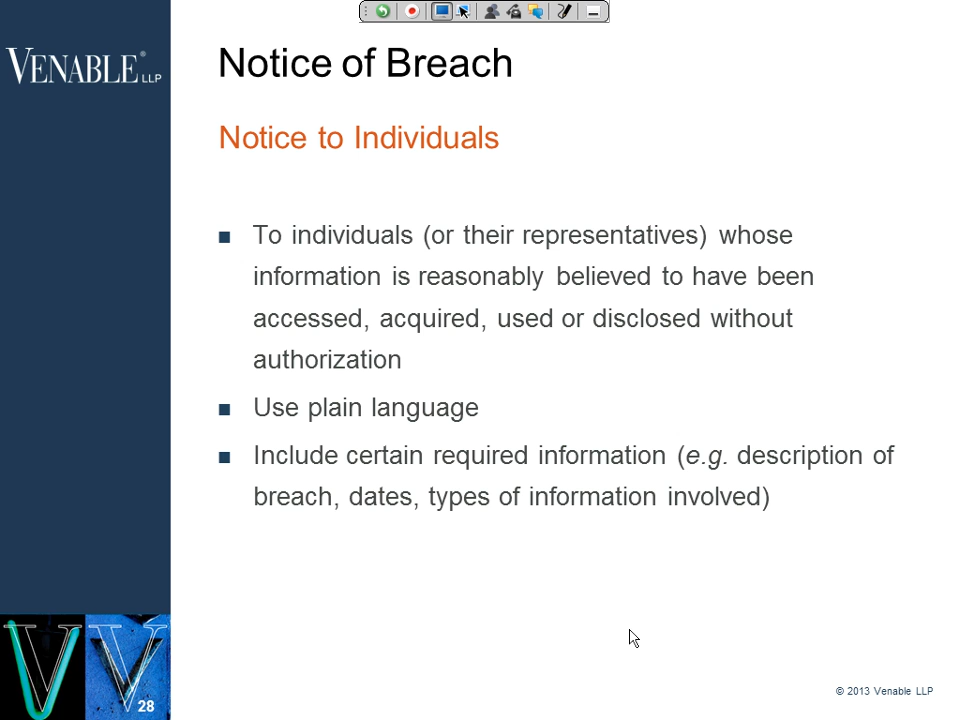 VENABLE® LLP
Notice of Breach
Notice to Individuals
■ To individuals (or their representatives) whose
information is reasonably believed to have been
accessed, acquired, used or disclosed without
authorization
■ Use plain language
■ Include certain required information (e.g. description of
breach, dates, types of information involved)
28
© 2013 Venable LLP